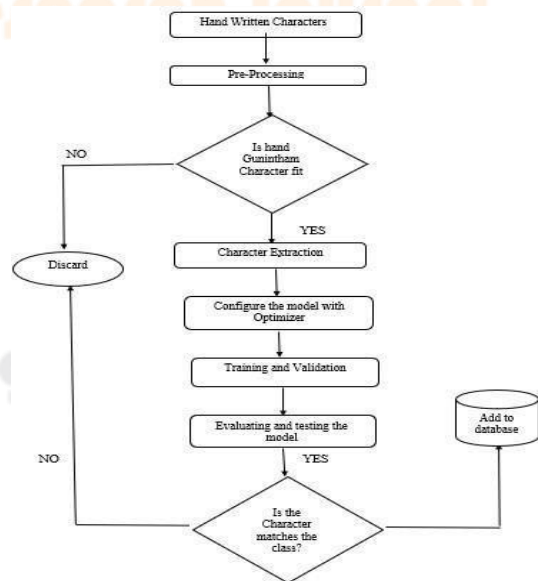 Hand Written Characters
Pre-Processing
Is hand
Gunintham
Character fit
NO
YES
Character Extraction
Discard
Configure the model with
Optimizer
Training and Validation
Evaluating and testing the
model
Add to
database
NO
YES
Is the
Character
matches the
class?